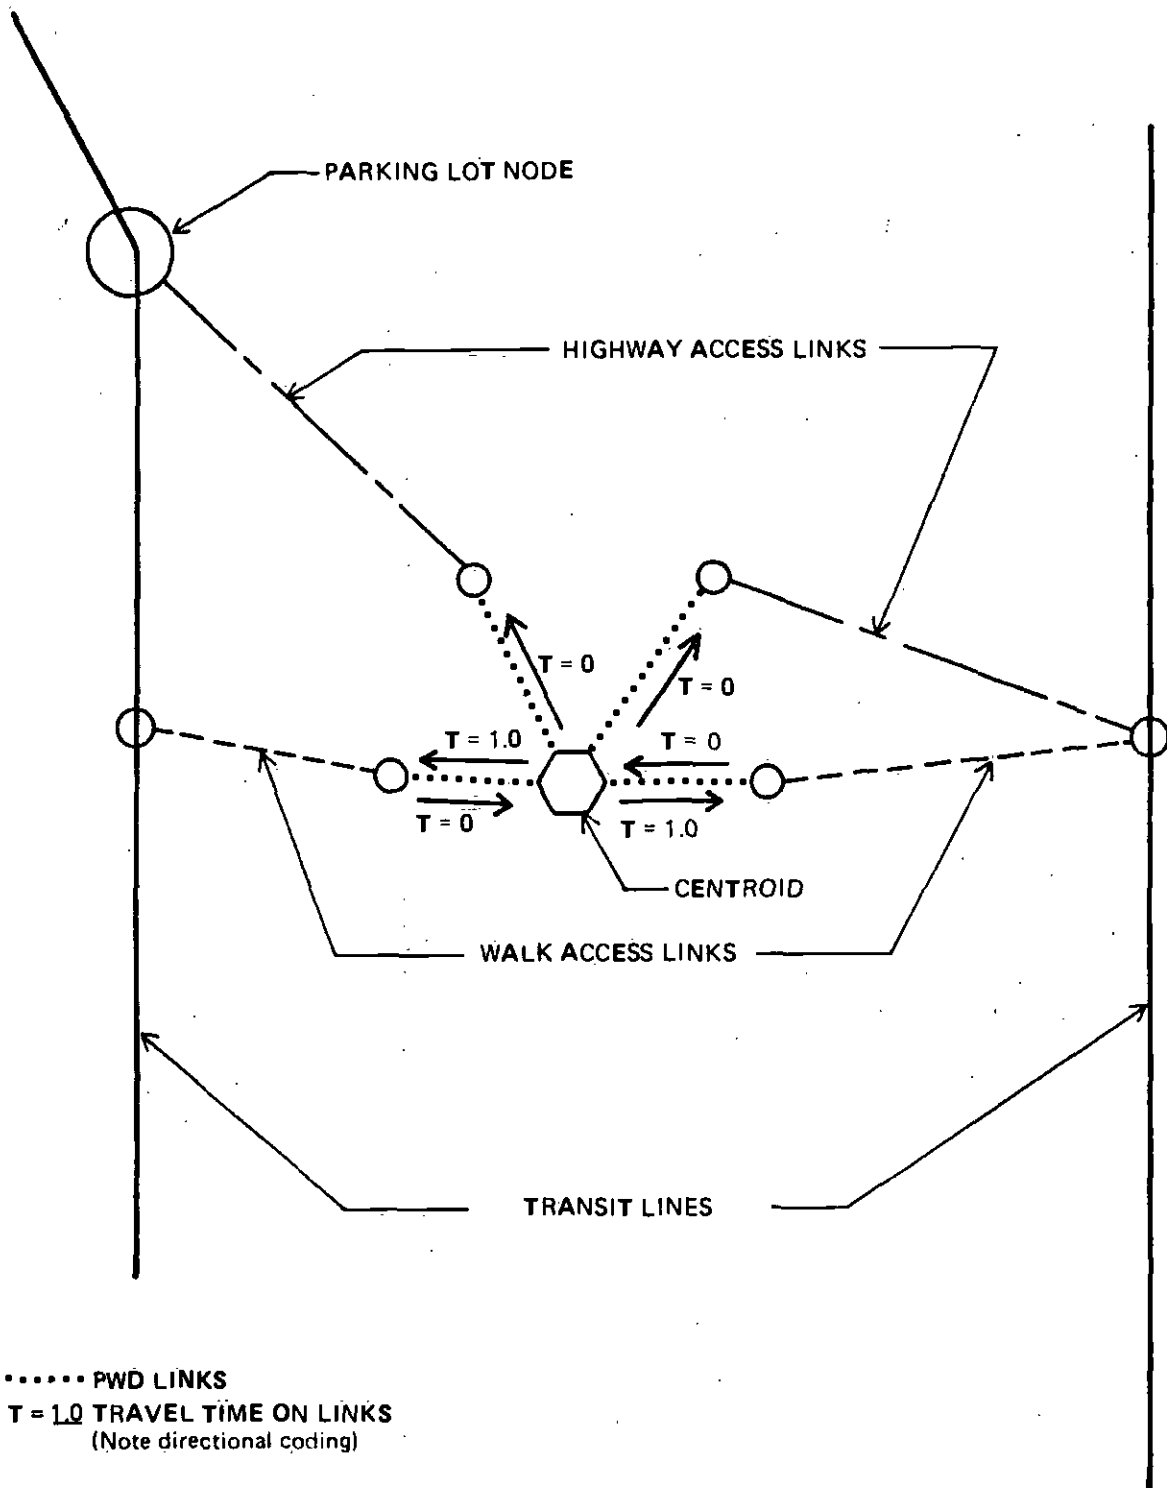 PARKING LOT NODE
HIGHWAY ACCESS LINKS
T = 0
T = 0
T = 1.0
T = 0
T = 0
T = 1.0
CENTROID
WALK ACCESS LINKS
TRANSIT LINES
PWD LINKS
T = 1.0 TRAVEL TIME ON LINKS
(Note directional coding)